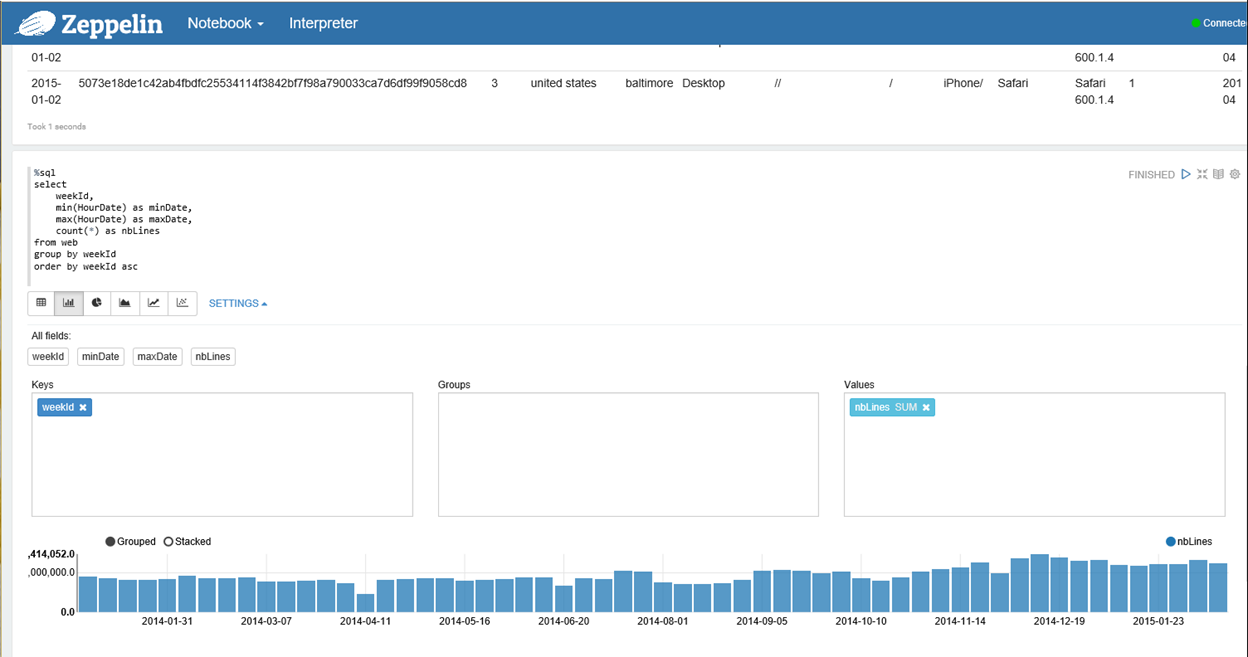 Zeppelin Notebook Interpreter Connecte
01-02 600.1.4 04
2015- 5073e18de1c42ab4fbdfc25534114f3842bf7f98a790033ca7d6df99f9058cd8 3 united states baltimore Desktop // / iPhone/ Safari Safari 1 201
01-02 600.1.4 04
Took 1 seconds
%sql FINISHED
select
weekId,
min(HourDate) as minDate,
max(HourDate) as maxDate,
count(*) as nbLines
from web
group by weekId
order by weekId asc
SETTINGS
All fields:
weekId minDate maxDate nbLines
Keys Groups Values
weekId nbLines SUM
Grouped Stacked nbLines
,414,052.0
,000,000.0
0.0
2014-01-31 2014-03-07 2014-04-11 2014-05-16 2014-06-20 2014-08-01 2014-09-05 2014-10-10 2014-11-14 2014-12-19 2015-01-23